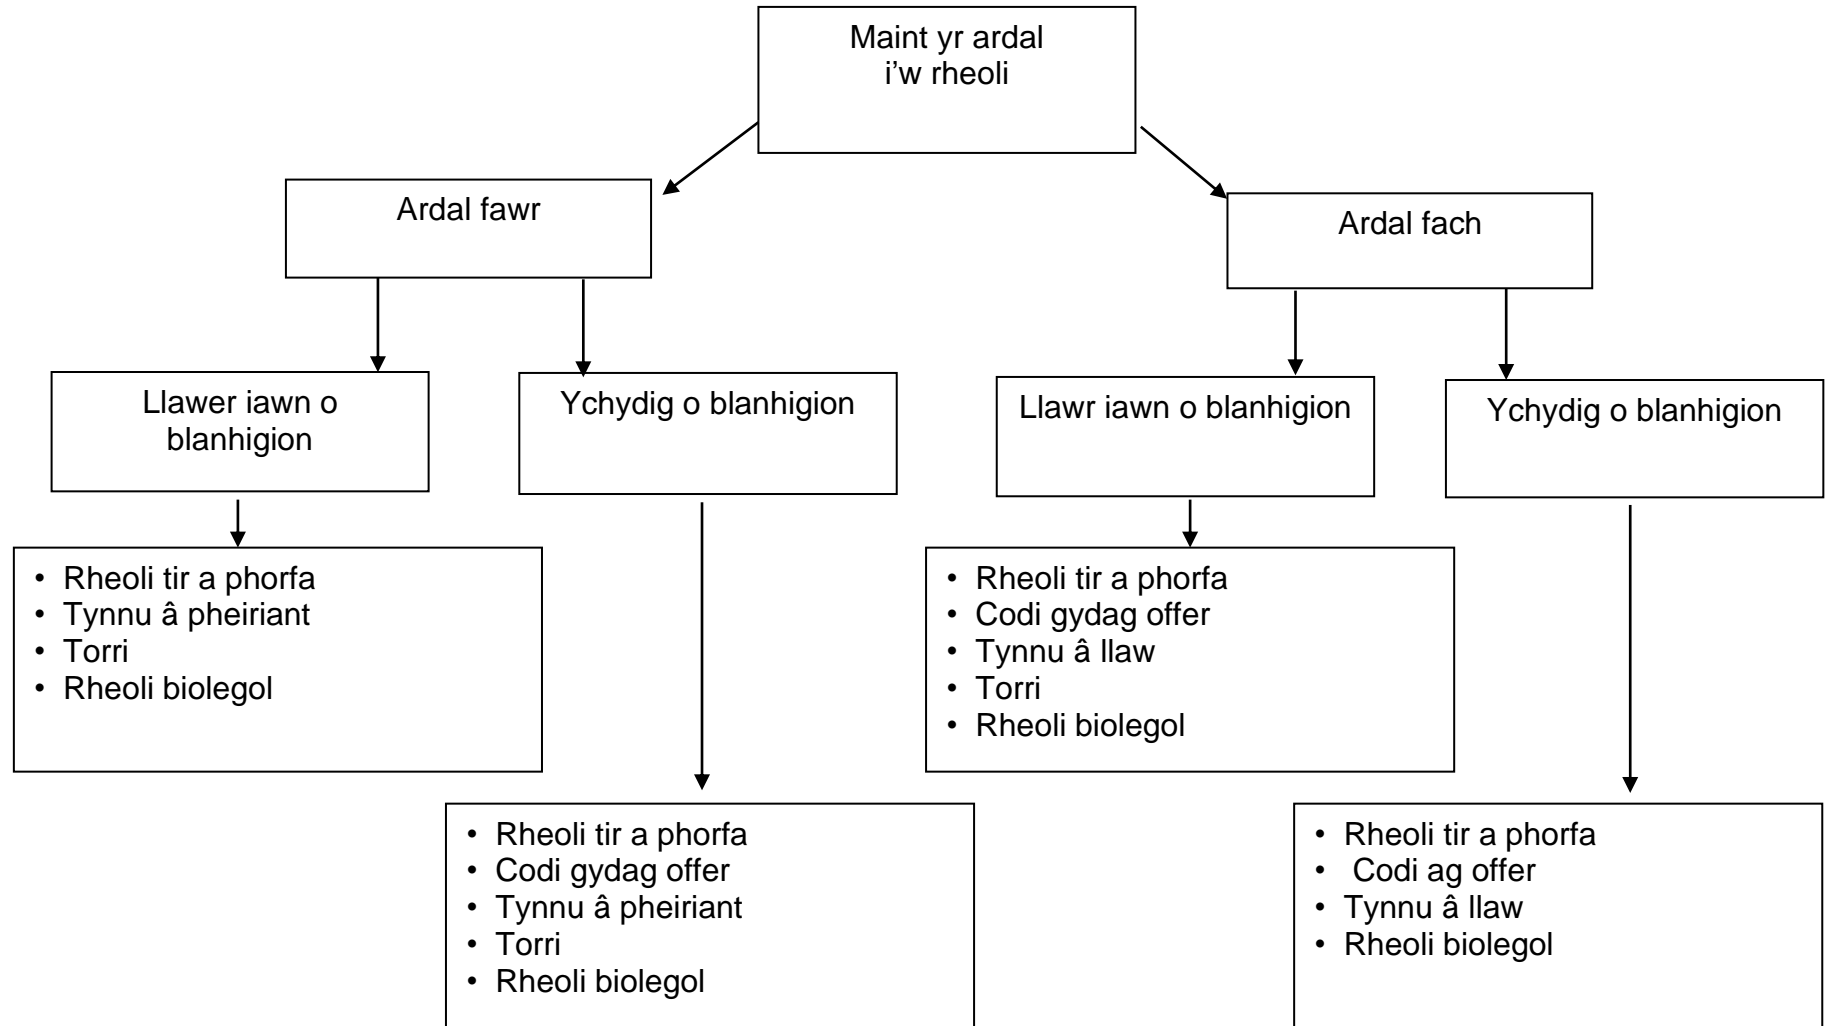 Maint yr ardal
i’w rheoli
Ardal fawr
Ardal fach
Llawer iawn o
blanhigion
Ychydig o blanhigion
Llawr iawn o blanhigion
Ychydig o blanhigion
• Rheoli tir a phorfa
• Tynnu â pheiriant
• Torri
• Rheoli biolegol
• Rheoli tir a phorfa
• Codi gydag offer
• Tynnu â llaw
• Torri
• Rheoli biolegol
• Rheoli tir a phorfa
• Codi gydag offer
• Tynnu â pheiriant
• Torri
• Rheoli biolegol
• Rheoli tir a phorfa
• Codi ag offer
• Tynnu â llaw
• Rheoli biolegol